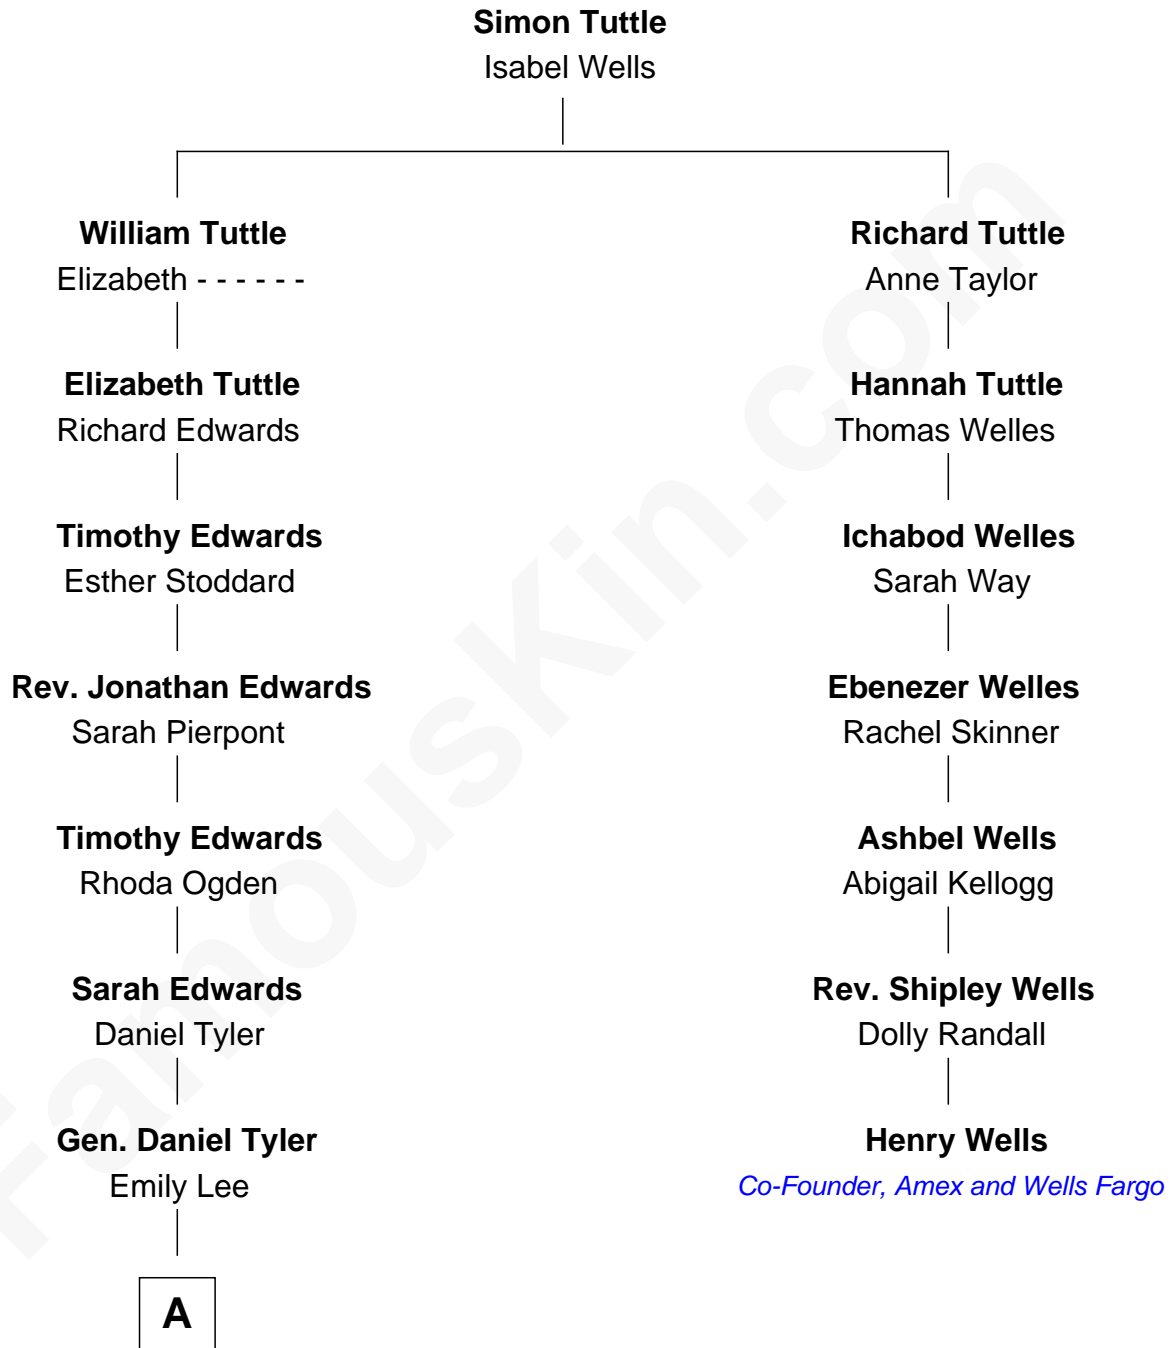 Simon Tuttle
Isabel Wells
William Tuttle
Elizabeth - - - - - -
Richard Tuttle
Anne Taylor
Elizabeth Tuttle
Richard Edwards
Hannah Tuttle
Thomas Welles
Timothy Edwards
Esther Stoddard
Ichabod Welles
Sarah Way
Rev. Jonathan Edwards
Sarah Pierpont
Ebenezer Welles
Rachel Skinner
Timothy Edwards
Rhoda Ogden
Ashbel Wells
Abigail Kellogg
Sarah Edwards
Daniel Tyler
Rev. Shipley Wells
Dolly Randall
Gen. Daniel Tyler
Emily Lee
Henry Wells
Co-Founder, Amex and Wells Fargo
A
FamousKin.com